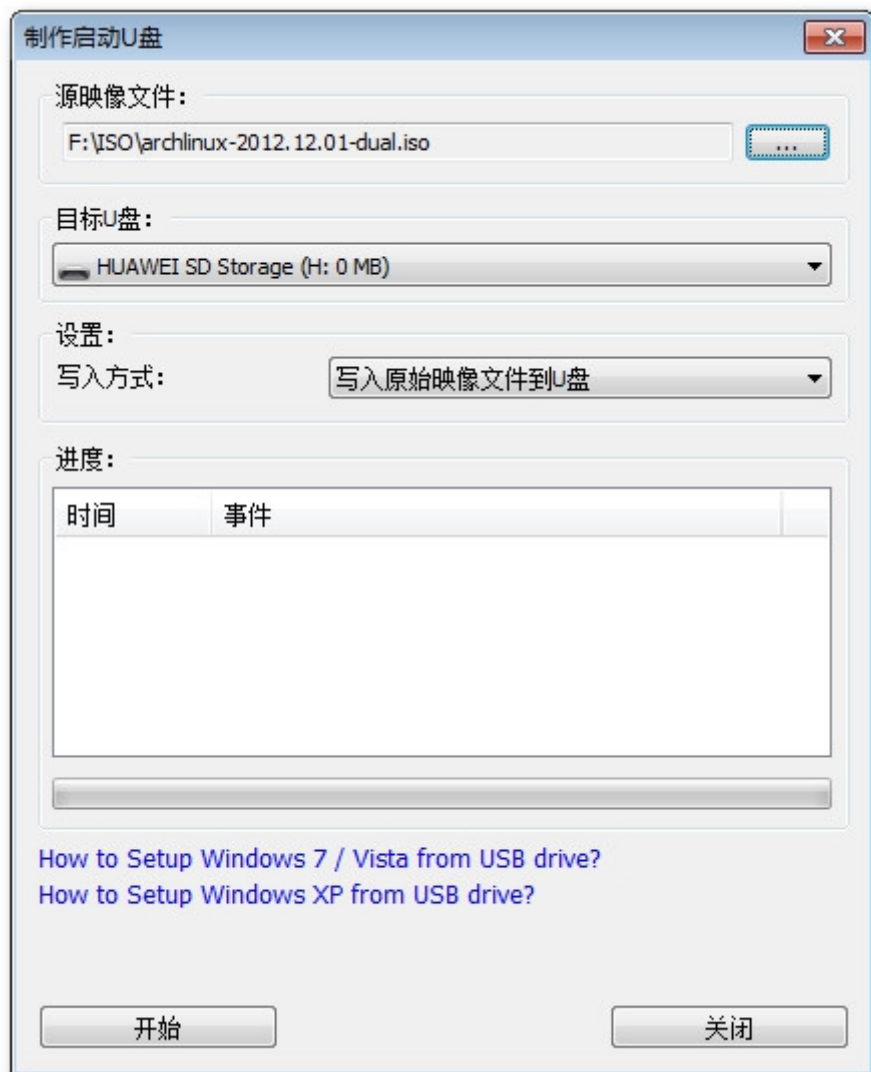 制作启动U盘
源映像文件：
F:\ISO\archlinux-2012.12.01-dual.iso
...
目标U盘：
HUAWEI SD Storage (H: 0 MB)
设置：
写入方式：
写入原始映像文件到U盘
进度：
时间 事件
How to Setup Windows 7 / Vista from USB drive?
How to Setup Windows XP from USB drive?
开始 关闭